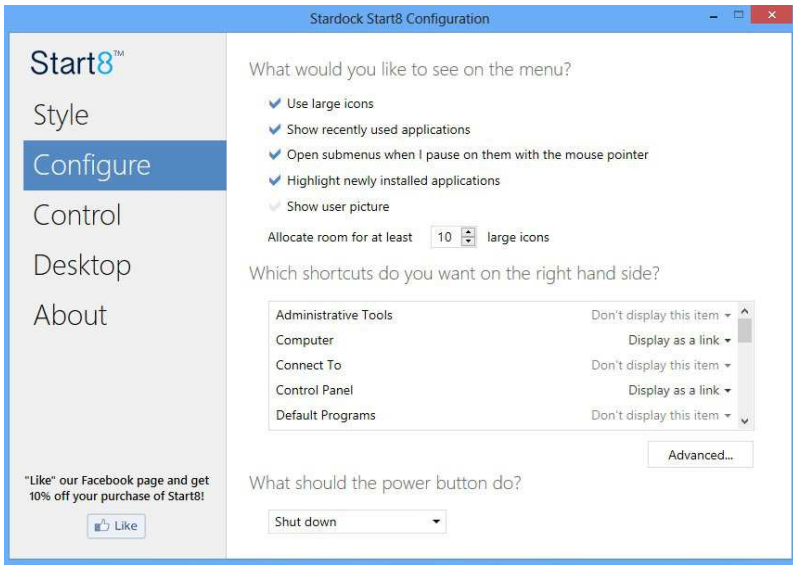 Stardock Start8 Configuration
Start8™
Style
Configure
Control
Desktop
About
"Like" our Facebook page and get
10% off your purchase of Start8!
Like
What would you like to see on the menu?
Use large icons
Show recently used applications
Open submenus when I pause on them with the mouse pointer
Highlight newly installed applications
Show user picture
Allocate room for at least 10 large icons
Which shortcuts do you want on the right hand side?
Administrative Tools Don't display this item
Computer Display as a link
Connect To Don't display this item
Control Panel Display as a link
Default Programs Don't display this item
Advanced...
What should the power button do?
Shut down